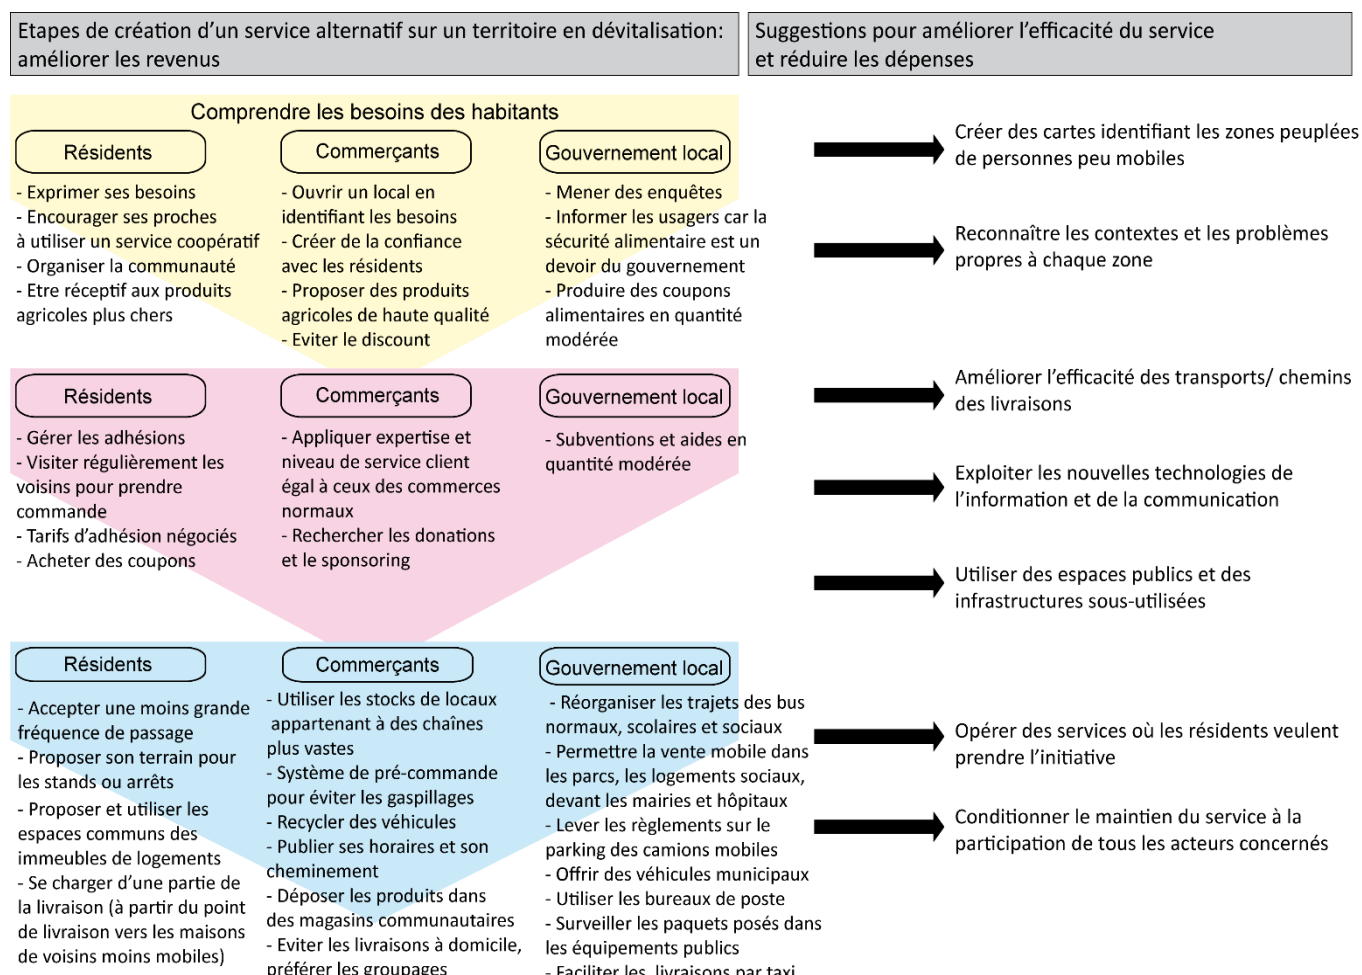 Etapes de création d'un service alternatif sur un territoire en dévitalisation:
améliorer les revenus
Suggestions pour améliorer l'efficacité du service
et réduire les dépenses
Comprendre les besoins des habitants
Résidents
- Exprimer ses besoins
- Encourager ses proches
à utiliser un service coopératif
- Organiser la communauté
- Etre réceptif aux produits
agricoles plus chers
Commerçants
- Ouvrir un local en
identifiant les besoins
- Créer de la confiance
avec les résidents
- Proposer des produits
agricoles de haute qualité
- Eviter le discount
Gouvernement local
- Mener des enquêtes
- Informer les usagers car la
sécurité alimentaire est un
devoir du gouvernement
- Produire des coupons
alimentaires en quantité
modérée
Créer des cartes identifiant les zones peuplées
de personnes peu mobiles
Reconnaître les contextes et les problèmes
propres à chaque zone
Résidents
- Gérer les adhésions
- Visiter régulièrement les
voisins pour prendre
commande
- Tarifs d'adhésion négociés
- Acheter des coupons
Commerçants
- Appliquer expertise et
niveau de service client
égal à ceux des commerces
normaux
- Rechercher les donations
et le sponsoring
Gouvernement local
- Subventions et aides en
quantité modérée
Améliorer l'efficacité des transports/ chemins
des livraisons
Exploiter les nouvelles technologies de
l'information et de la communication
Utiliser des espaces publics et des
infrastructures sous-utilisées
Résidents
- Accepter une moins grande
fréquence de passage
- Proposer son terrain pour
les stands ou arrêts
- Proposer et utiliser les
espaces communs des
immeubles de logements
- Se charger d'une partie de
la livraison (à partir du point
de livraison vers les maisons
de voisins moins mobiles)
Commerçants
- Utiliser les stocks de locaux
appartenant à des chaînes
plus vastes
- Système de pré-commande
pour éviter les gaspillages
- Recycler des véhicules
- Publier ses horaires et son
cheminement
- Déposer les produits dans
des magasins communautaires
- Eviter les livraisons à domicile,
préférer les groupages
Gouvernement local
- Réorganiser les trajets des bus
normaux, scolaires et sociaux
- Permettre la vente mobile dans
les parcs, les logements sociaux,
devant les mairies et hôpitaux
- Lever les règlements sur le
parking des camions mobiles
- Offrir des véhicules municipaux
- Utiliser les bureaux de poste
- Surveiller les paquets posés dans
les équipements publics
- Faciliter les livraisons par taxi
Opérer des services où les résidents veulent
prendre l'initiative
Conditionner le maintien du service à la
participation de tous les acteurs concernés